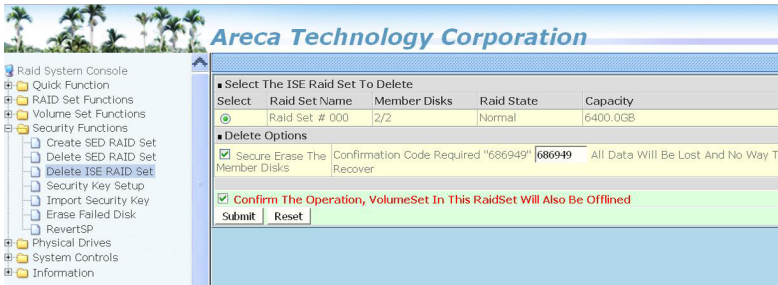 Areca Technology Corporation
Raid System Console
Quick Function
RAID Set Functions
Volume Set Functions
Security Functions
Create SED RAID Set
Delete SED RAID Set
Delete ISE RAID Set
Security Key Setup
Import Security Key
Erase Failed Disk
RevertSP
Physical Drives
System Controls
Information
Select The ISE Raid Set To Delete
Select Raid Set Name Member Disks Raid State Capacity
Raid Set # 000 2/2 Normal 6400.0GB
Delete Options
Secure Erase The Member Disks
Confirmation Code Required "686949" 686949 All Data Will Be Lost And No Way T
Recover
Confirm The Operation, VolumeSet In This RaidSet Will Also Be Offlined
Submit Reset